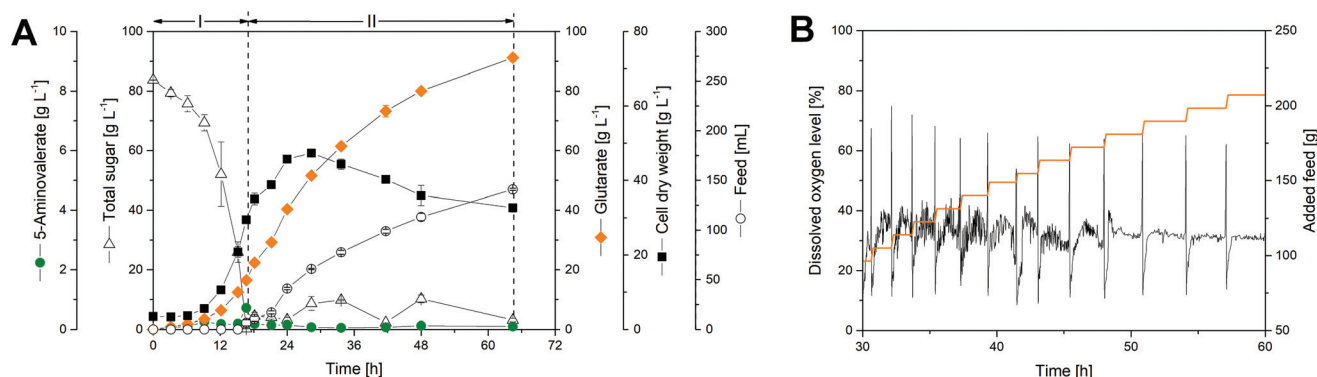 A
I
II
5-Aminovalerate [g L⁻¹]
10
8
6
4
2
0
Total sugar [g L⁻¹]
100
80
60
40
20
0
0 12 24 36 48 60 72
Time [h]
100
80
60
40
20
0
Glutarate [g L⁻¹]
80
60
40
20
0
Cell dry weight [g L⁻¹]
300
250
200
150
100
50
0
Feed [mL]
B
Dissolved oxygen level [%]
100
80
60
40
20
0
30 40 50 60
Time [h]
250
200
150
100
50
Added feed [g]